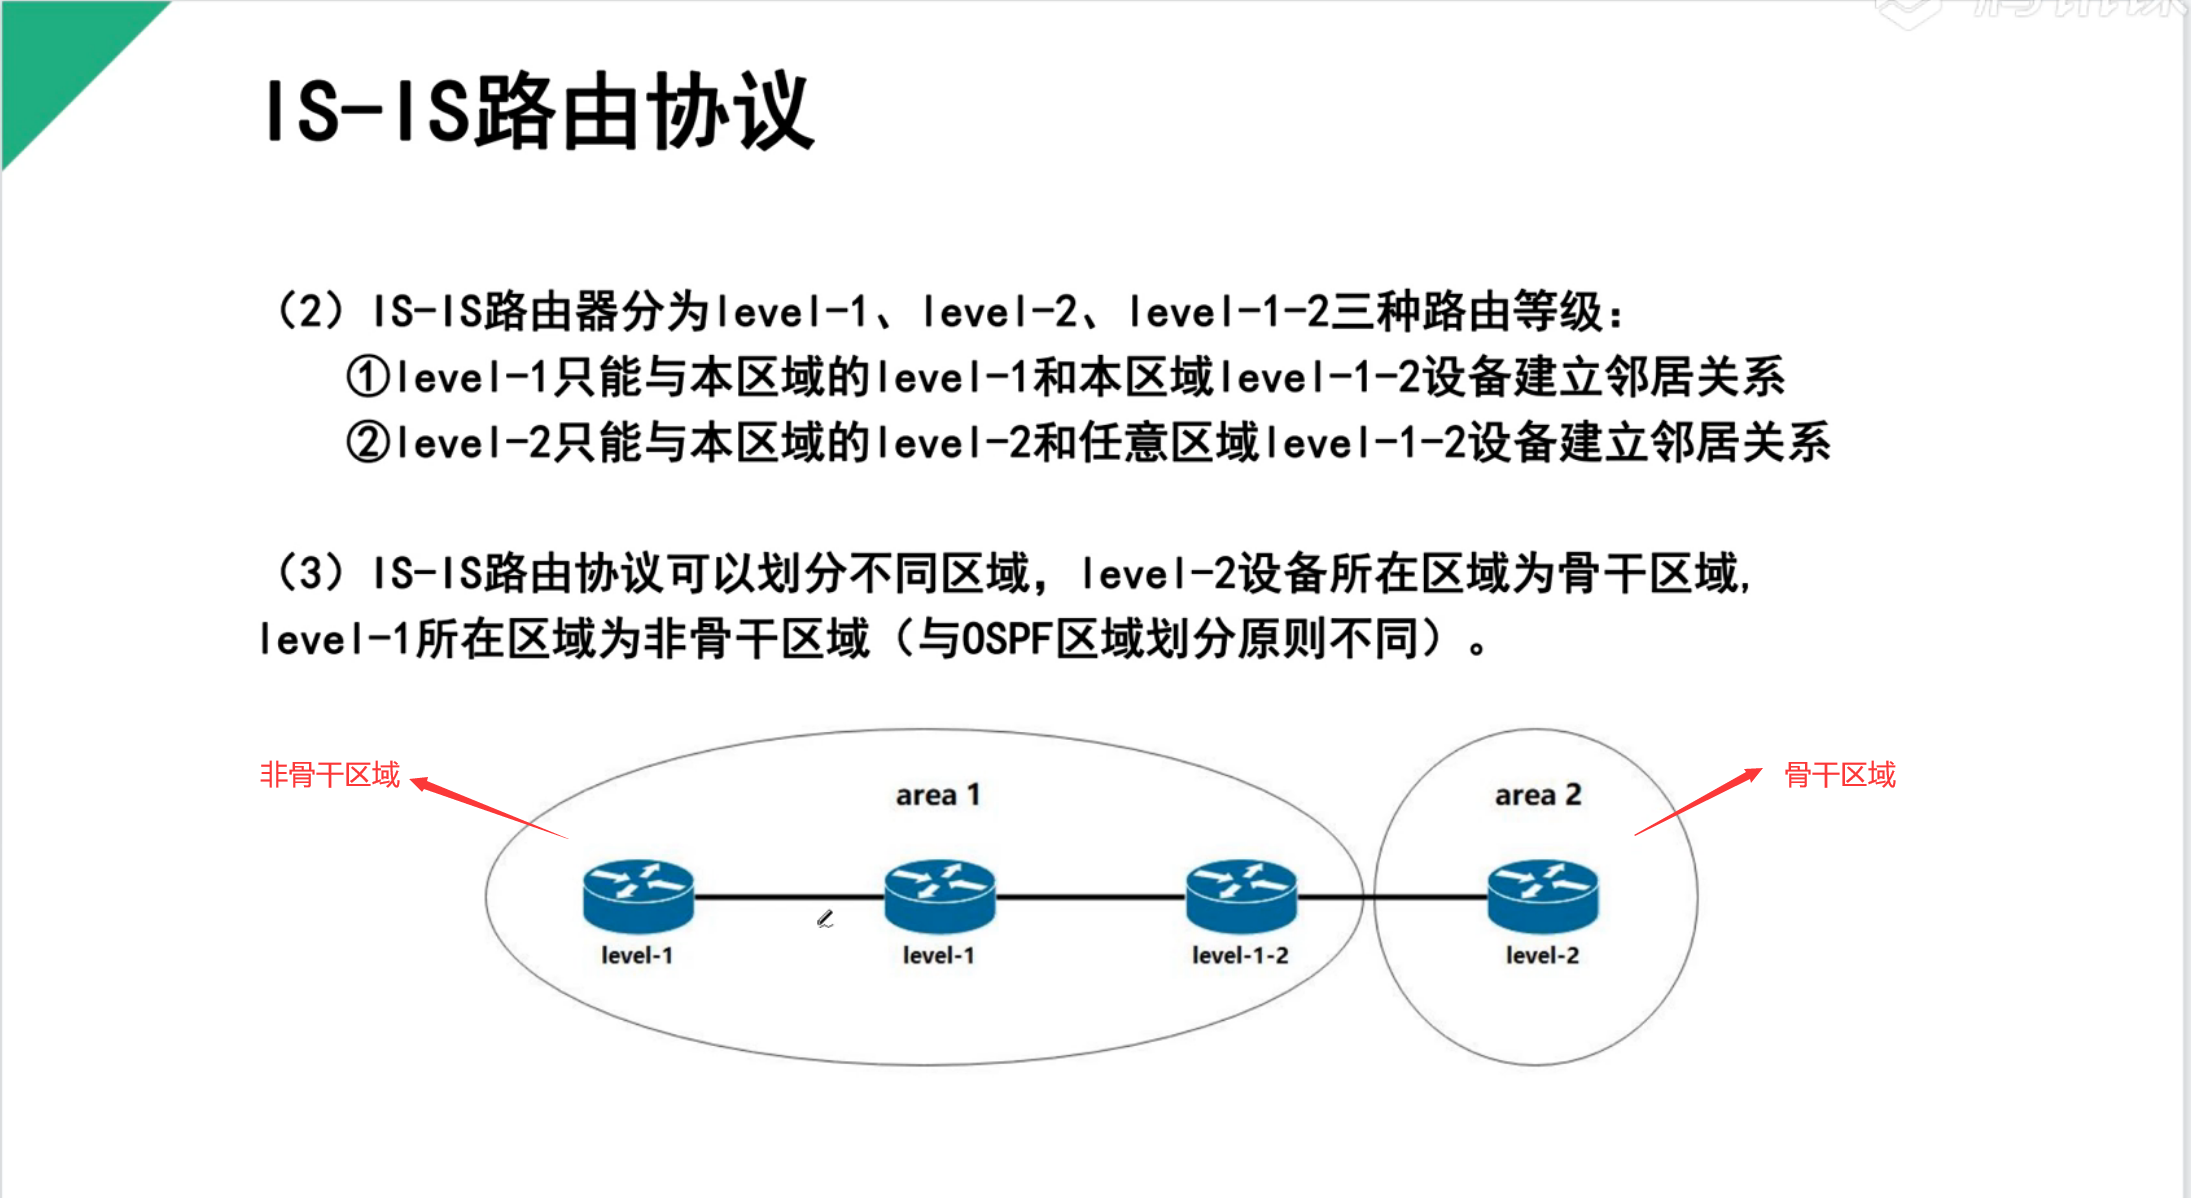 IS-IS路由协议
（2）IS-IS路由器分为level-1、level-2、level-1-2三种路由等级：
①level-1只能与本区域的level-1和本区域level-1-2设备建立邻居关系
②level-2只能与本区域的level-2和任意区域level-1-2设备建立邻居关系
（3）IS-IS路由协议可以划分不同区域，level-2设备所在区域为骨干区域,
level-1所在区域为非骨干区域（与OSPF区域划分原则不同）。
非骨干区域
area 1
area 2
骨干区域
level-1
level-1
level-1-2
level-2